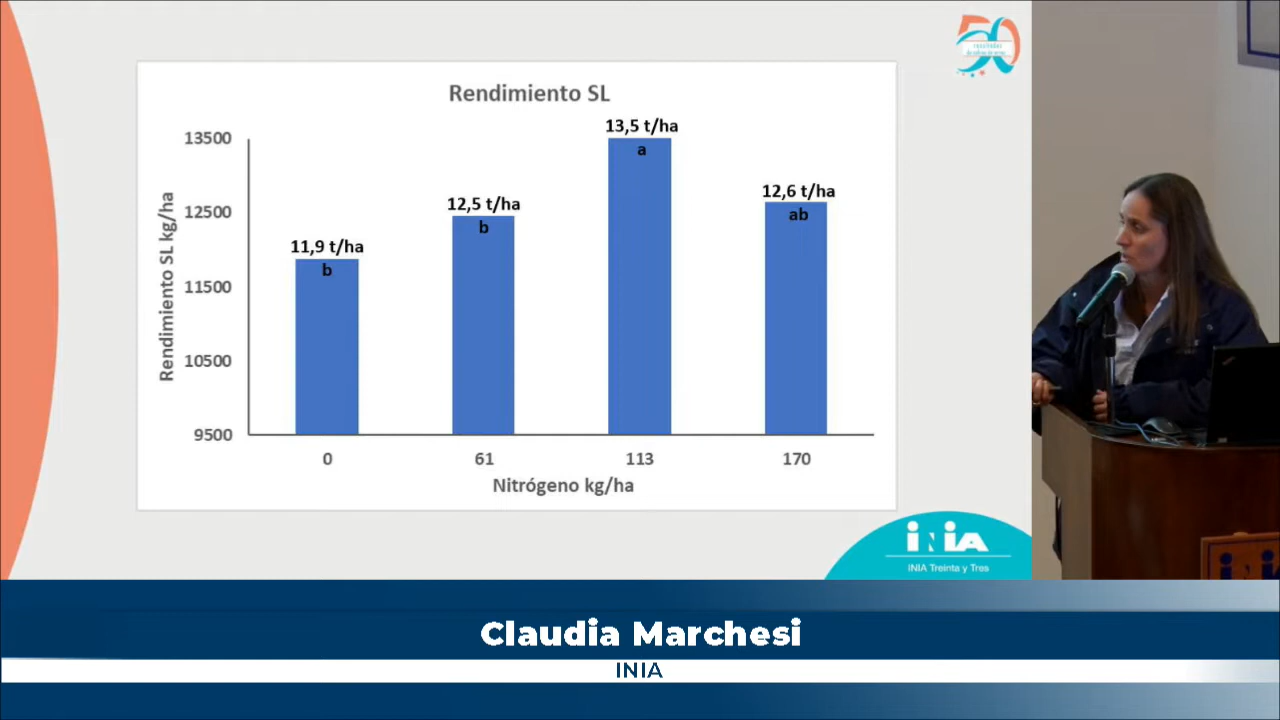 50
resultados
Rendimiento SL
13,5 t/ha
a
12,6 t/ha
ab
12,5 t/ha
b
11,9 t/ha
b
13500
12500
11500
10500
9500
Rendimiento SL kg/ha
0 61 113 170
Nitrógeno kg/ha
INIA
INIA Treinta y Tres
Claudia Marchesi
INIA